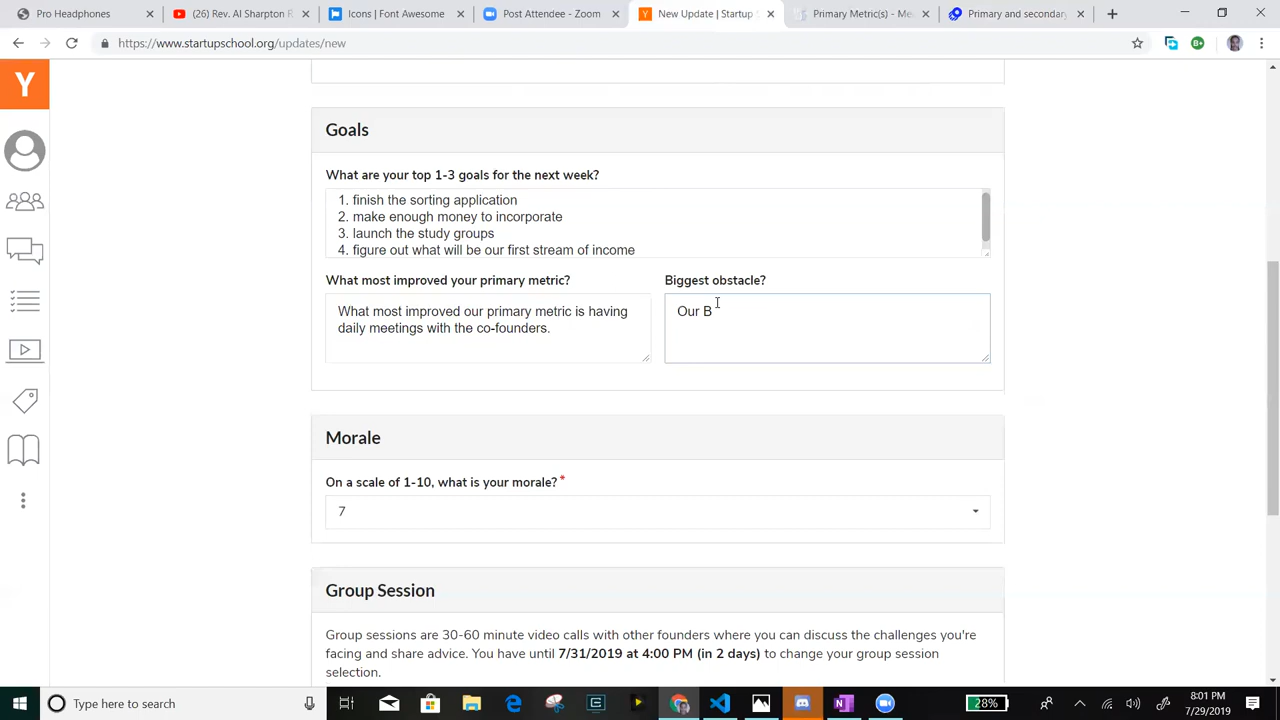 Pro Headphones
(26) Rev. Al Sharpton R
Icons | Font Awesome
Post Attendee - Zoom
New Update | Startup S
Primary Metric(s) - Me
Primary and secondary
https://www.startupschool.org/updates/new
Y
Goals
What are your top 1-3 goals for the next week?
1. finish the sorting application
2. make enough money to incorporate
3. launch the study groups
4. figure out what will be our first stream of income
What most improved your primary metric?
Biggest obstacle?
What most improved our primary metric is having
daily meetings with the co-founders.
Our B
Morale
On a scale of 1-10, what is your morale? *
7
Group Session
Group sessions are 30-60 minute video calls with other founders where you can discuss the challenges you're
facing and share advice. You have until 7/31/2019 at 4:00 PM (in 2 days) to change your group session
selection.
Type here to search
28%
8:01 PM
7/29/2019